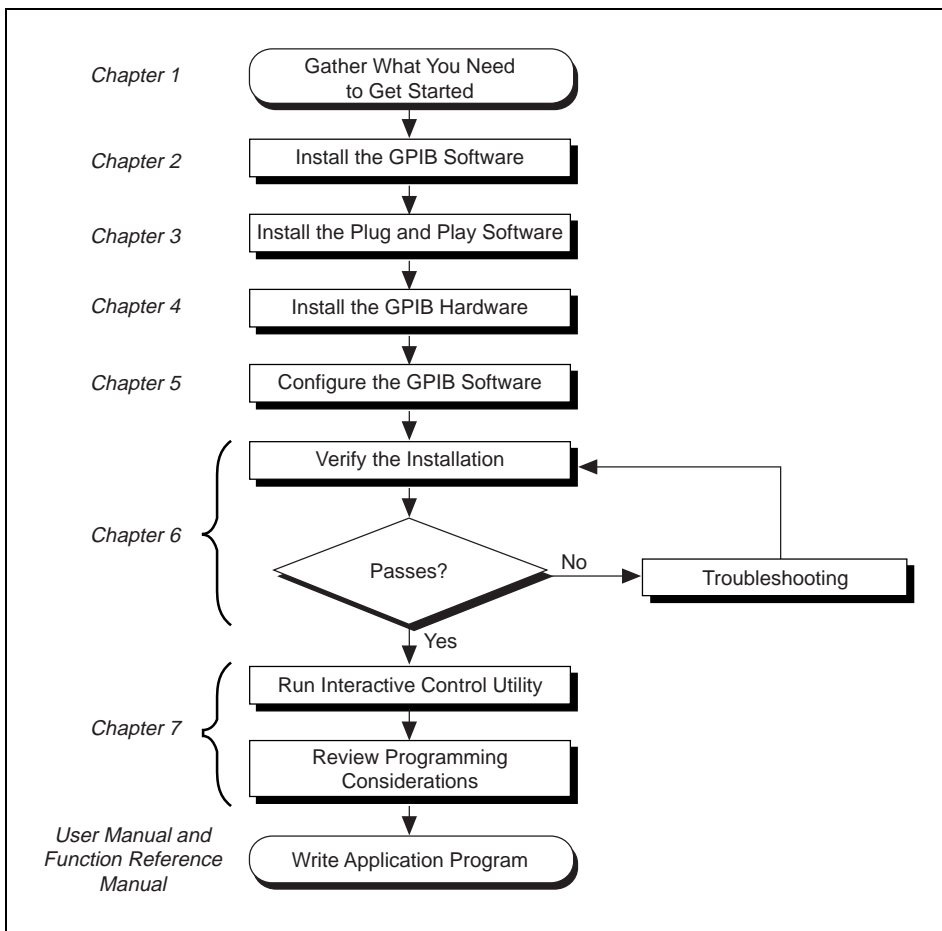 Chapter 1
Gather What You Need
to Get Started
Chapter 2
Install the GPIB Software
Chapter 3
Install the Plug and Play Software
Chapter 4
Install the GPIB Hardware
Chapter 5
Configure the GPIB Software
Chapter 6
Verify the Installation
Passes?
No
Troubleshooting
Yes
Chapter 7
Run Interactive Control Utility
Review Programming
Considerations
User Manual and
Function Reference
Manual
Write Application Program